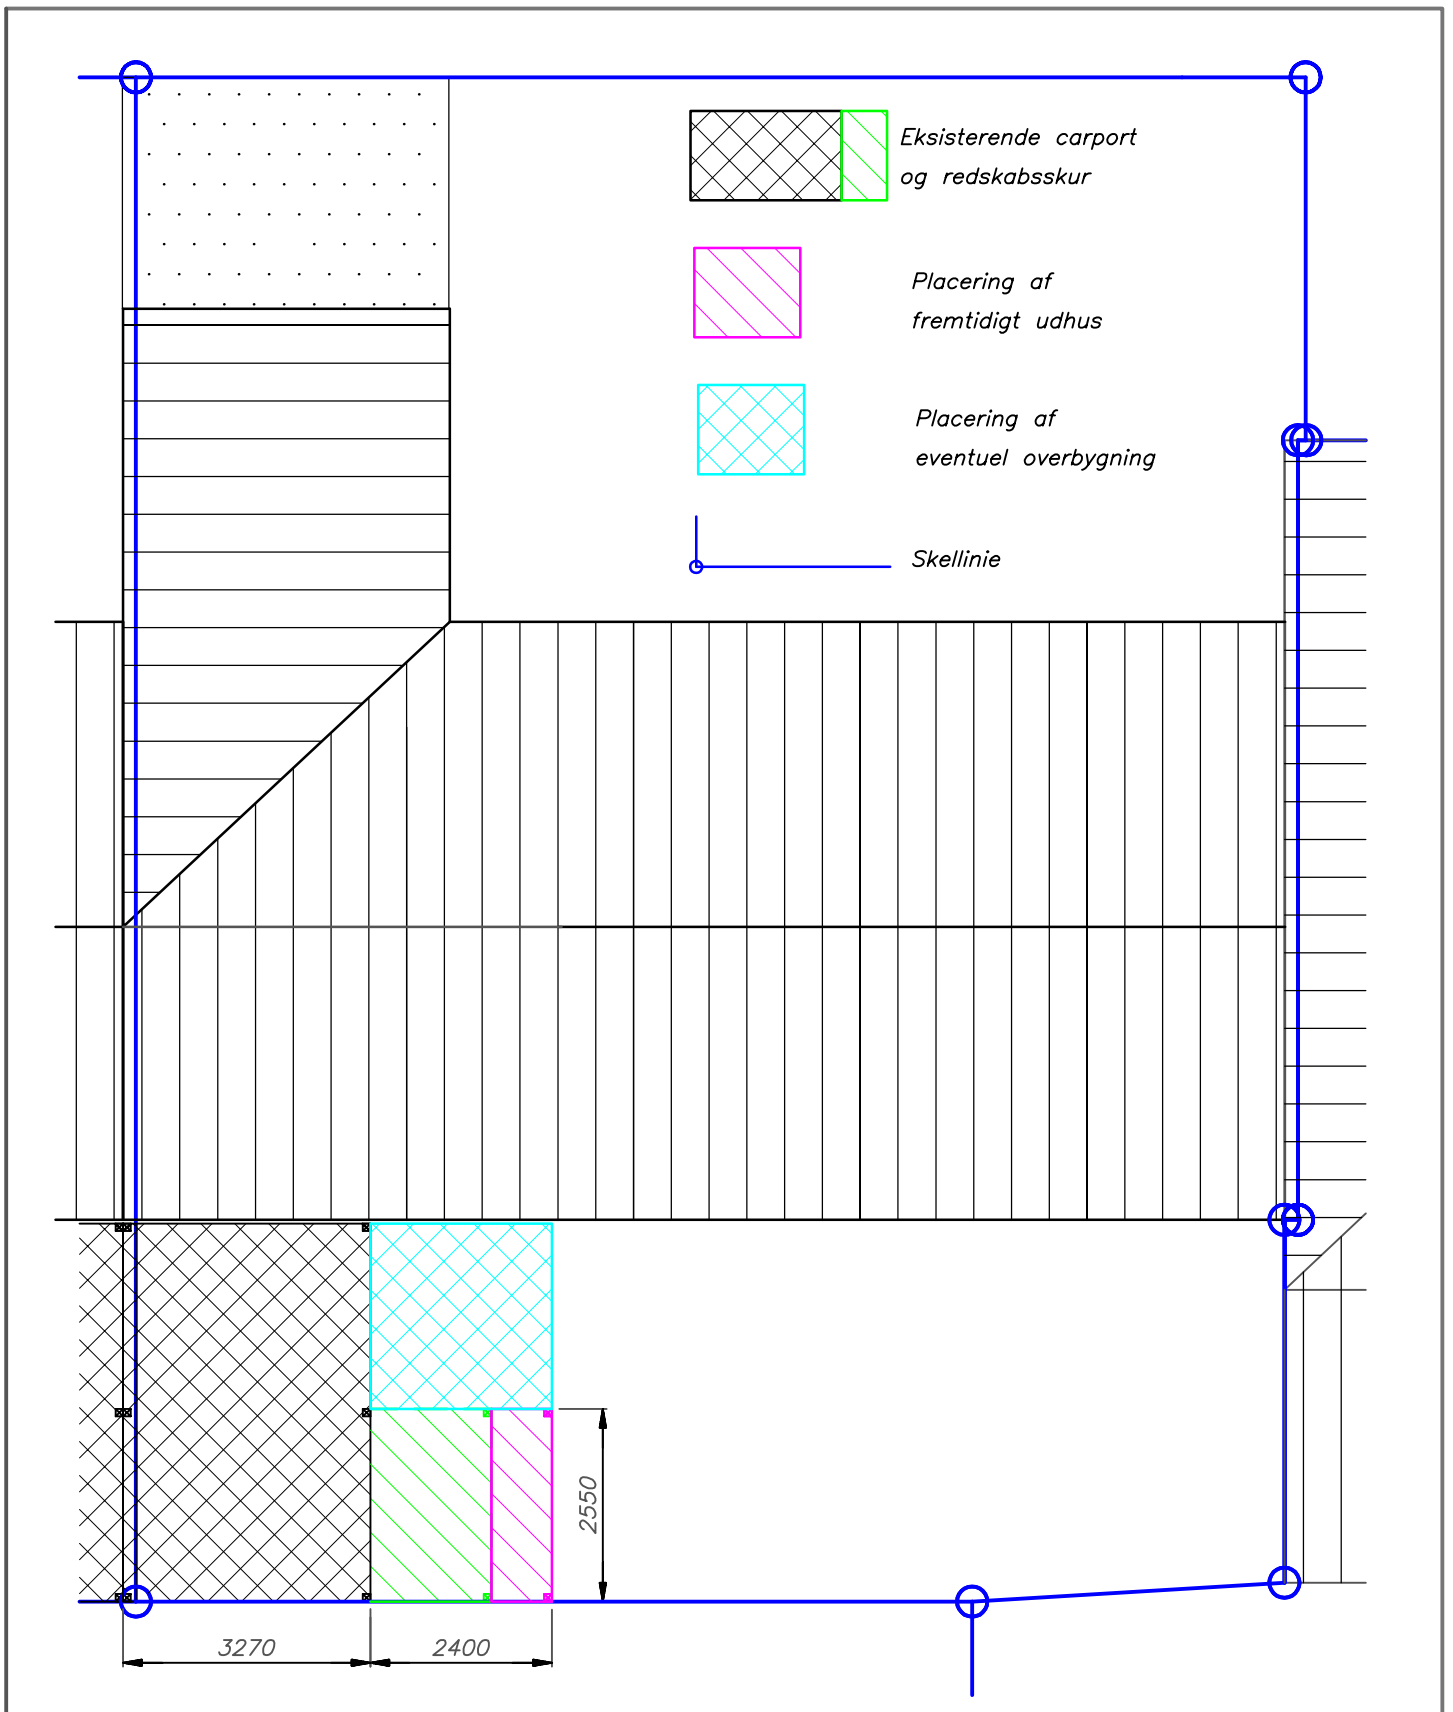 Eksisterende carport
og redskabsskur
Placering af
fremtidigt udhus
Placering af
eventuel overbygning
Skellinie
2550
3270
2400